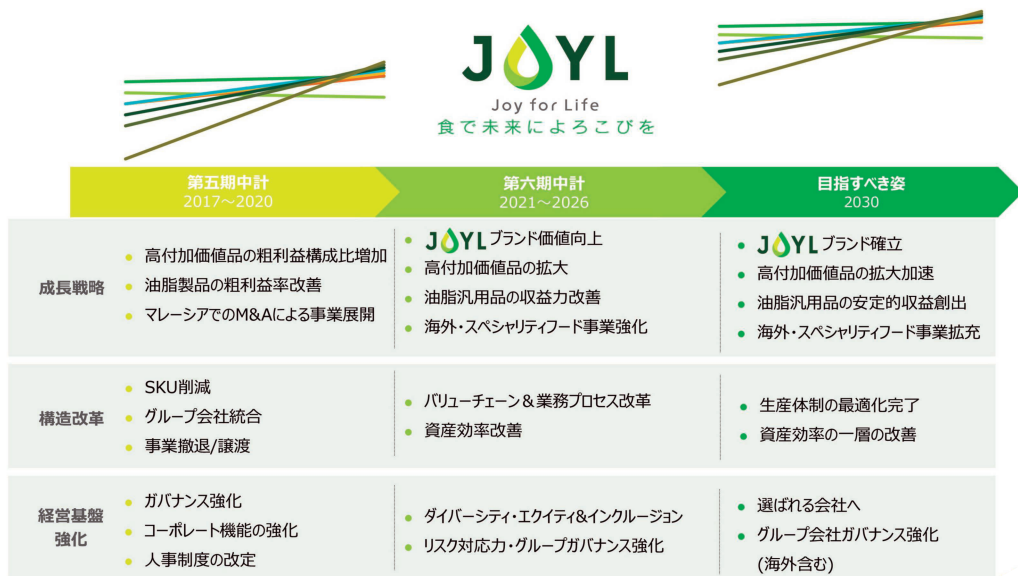 JOYL
Joy for Life
食で未来によろこびを
第五期中計
2017～2020
第六期中計
2021～2026
目指すべき姿
2030
成長戦略
● 高付加価値品の粗利益構成比増加
● 油脂製品の粗利益率改善
● マレーシアでのM&Aによる事業展開
● JOYLブランド価値向上
● 高付加価値品の拡大
● 油脂汎用品の収益力改善
● 海外・スペシャリティフード事業強化
● JOYLブランド確立
● 高付加価値品の拡大加速
● 油脂汎用品の安定的収益創出
● 海外・スペシャリティフード事業拡充
構造改革
● SKU削減
● グループ会社統合
● 事業撤退/譲渡
● バリューチェーン＆業務プロセス改革
● 資産効率改善
● 生産体制の最適化完了
● 資産効率の一層の改善
経営基盤
強化
● ガバナンス強化
● コーポレート機能の強化
● 人事制度の改定
● ダイバーシティ・エクイティ&インクルージョン
● リスク対応力・グループガバナンス強化
● 選ばれる会社へ
● グループ会社ガバナンス強化
(海外含む)